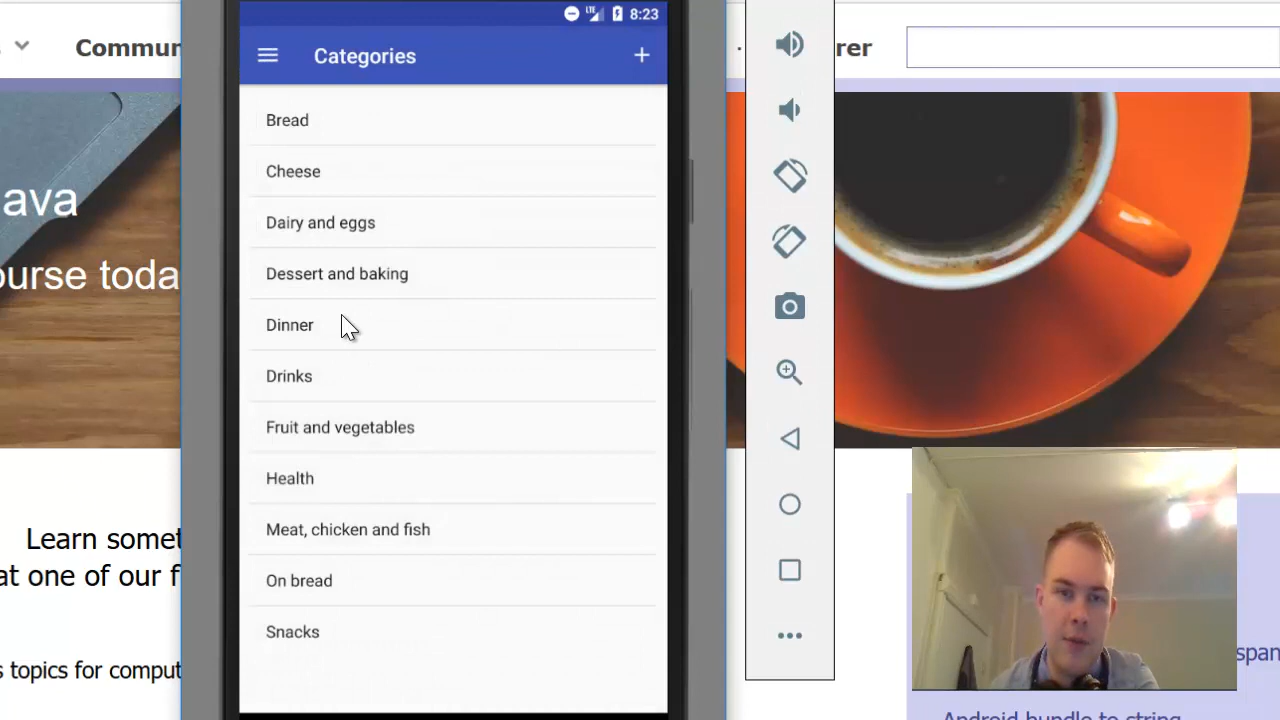 LTE 8:23
Commun
rer
Categories
+
Bread
Cheese
Dairy and eggs
Dessert and baking
Dinner
Drinks
Fruit and vegetables
Health
Meat, chicken and fish
On bread
Snacks
ava
ourse toda
Learn somet
at one of our f
s topics for comput
span
Android bundle to string